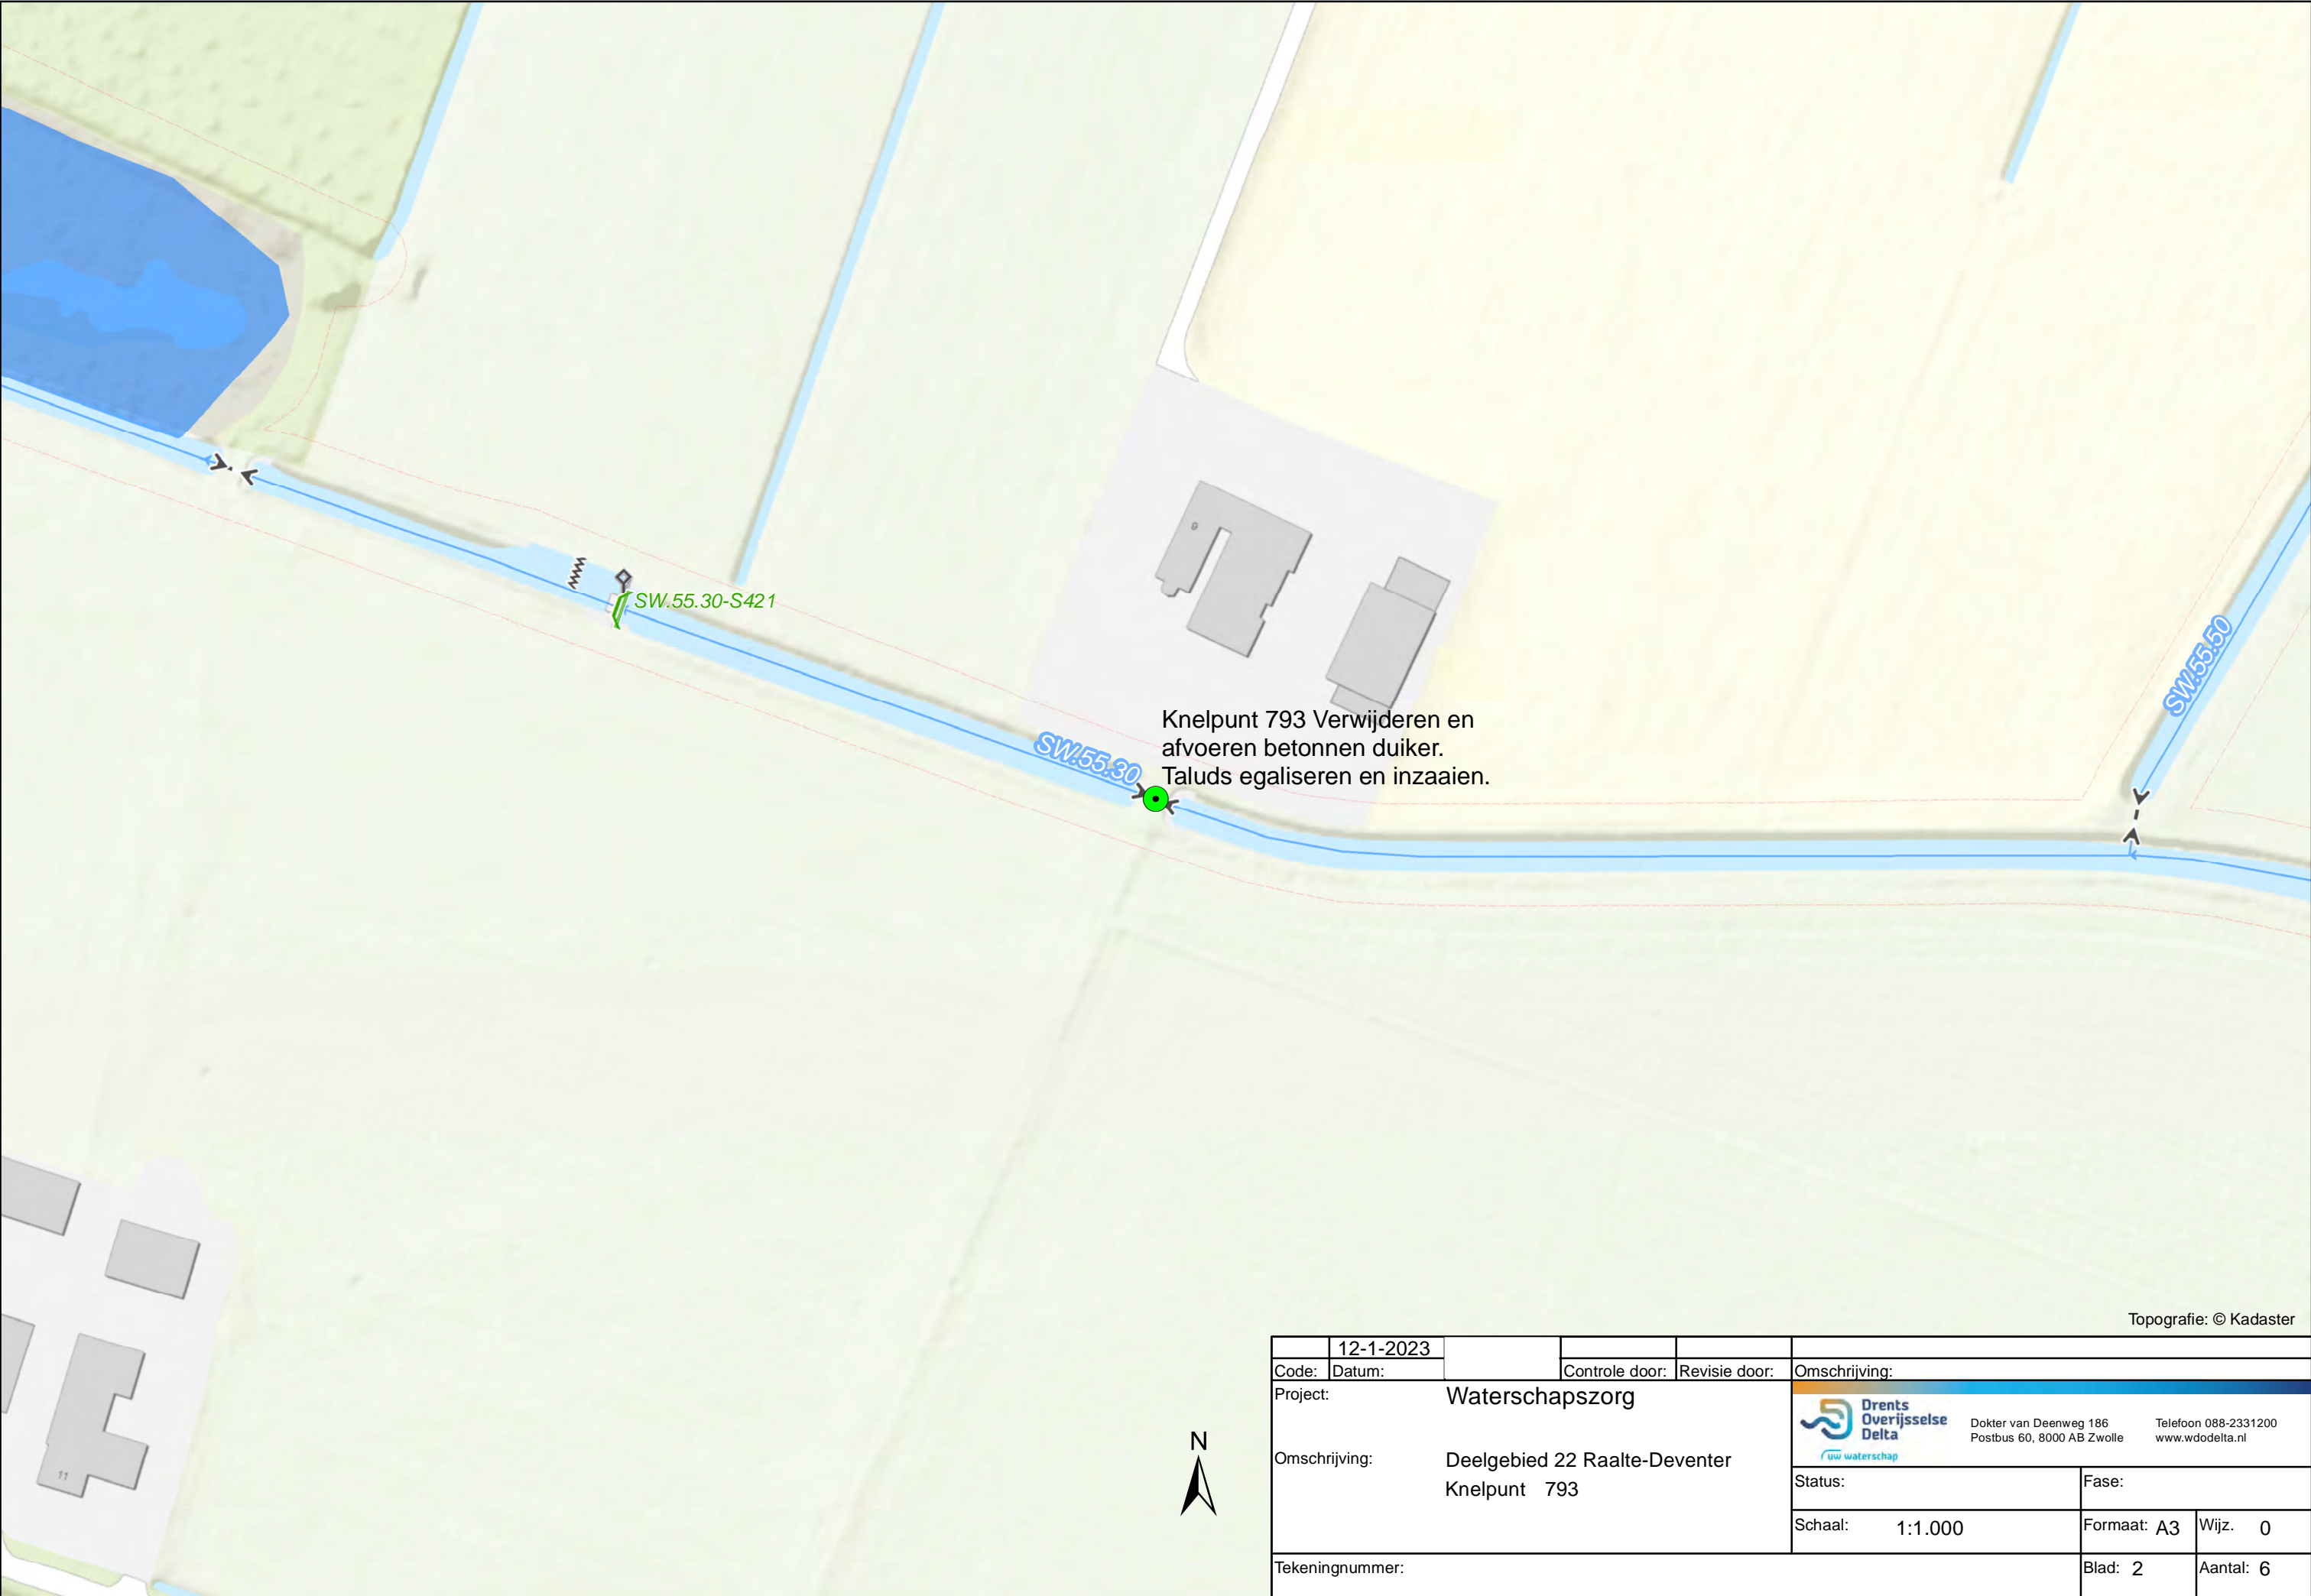 9
SW.55.30-S421
SW.55.50
Knelpunt 793 Verwijderen en
afvoeren betonnen duiker.
Taluds egaliseren en inzaaien.
SW.55.30
11
N
Topografie: © Kadaster
12-1-2023
Code: Datum: Controle door: Revisie door: Omschrijving:
Project: Waterschapszorg
Omschrijving: Deelgebied 22 Raalte-Deventer
Knelpunt 793
Drents
Overijsselse
Delta
uw waterschap
Dokter van Deenweg 186
Postbus 60, 8000 AB Zwolle
Telefoon 088-2331200
www.wdodelta.nl
Status: Fase:
Schaal: 1:1.000 Formaat: A3 Wijz. 0
Tekeningnummer: Blad: 2 Aantal: 6